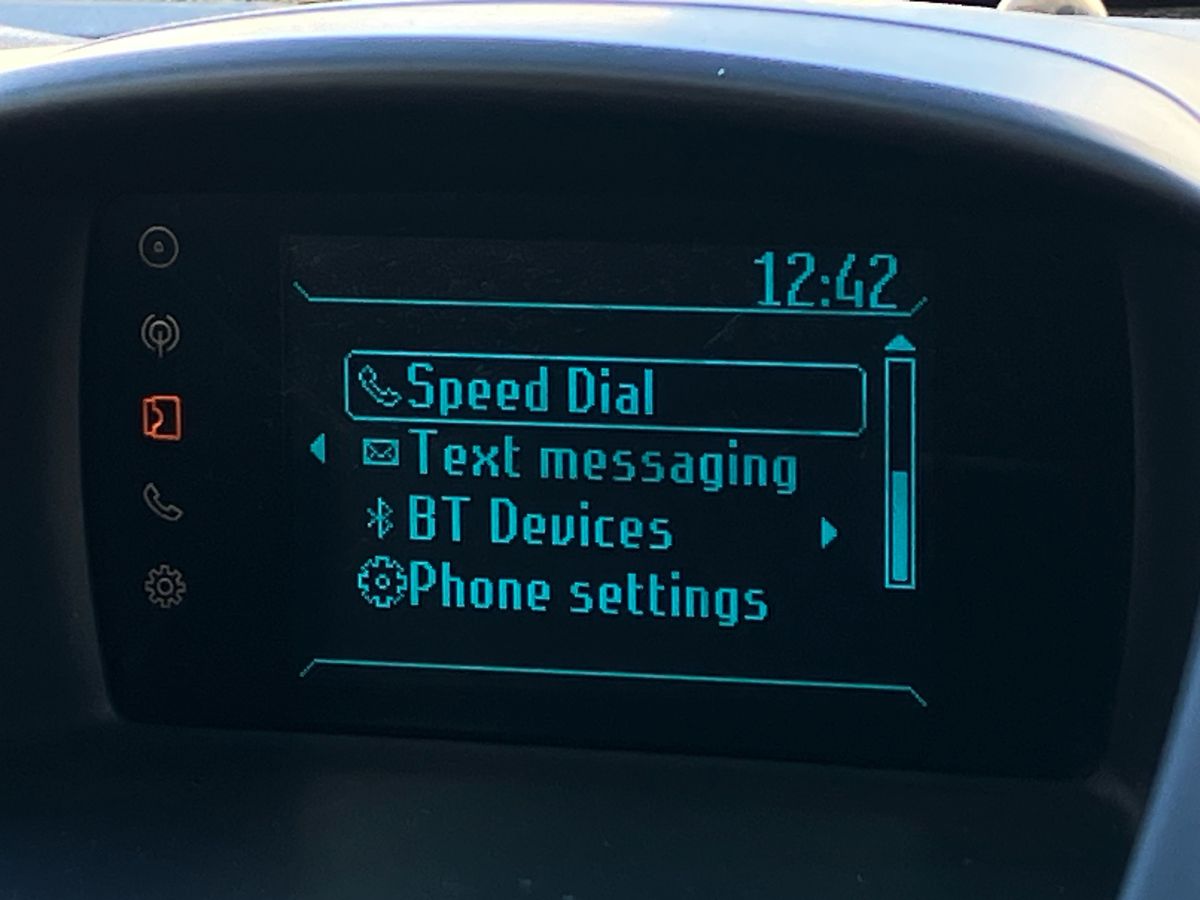 12:42
Speed Dial
Text messaging
BT Devices
Phone settings